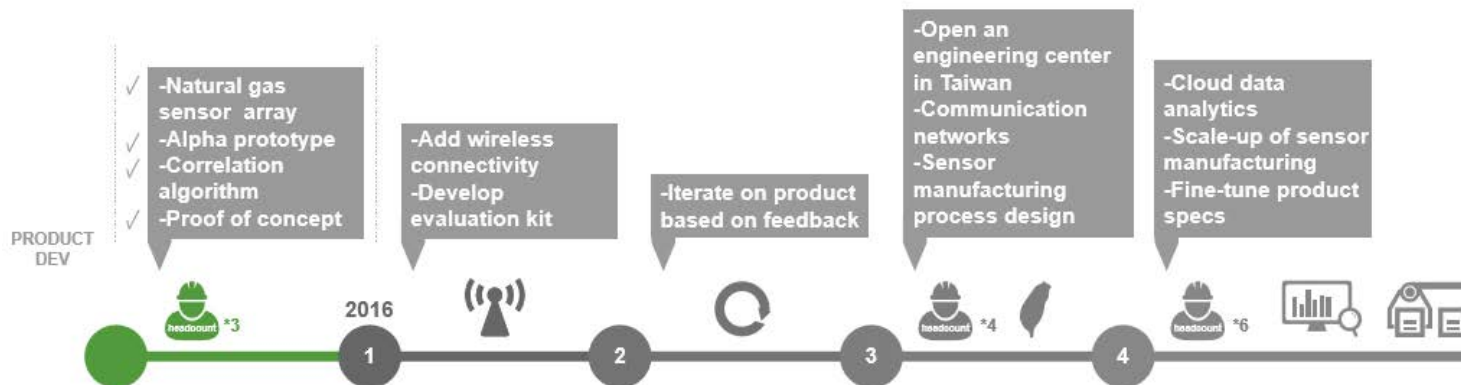 -Natural gas
sensor array
-Alpha prototype
-Correlation
algorithm
-Proof of concept
-Add wireless
connectivity
-Develop
evaluation kit
-Iterate on product
based on feedback
-Open an
engineering center
in Taiwan
-Communication
networks
-Sensor
manufacturing
process design
-Cloud data
analytics
-Scale-up of sensor
manufacturing
-Fine-tune product
specs
PRODUCT
DEV
headcount *3
2016
headcount *4
headcount *6
1
2
3
4